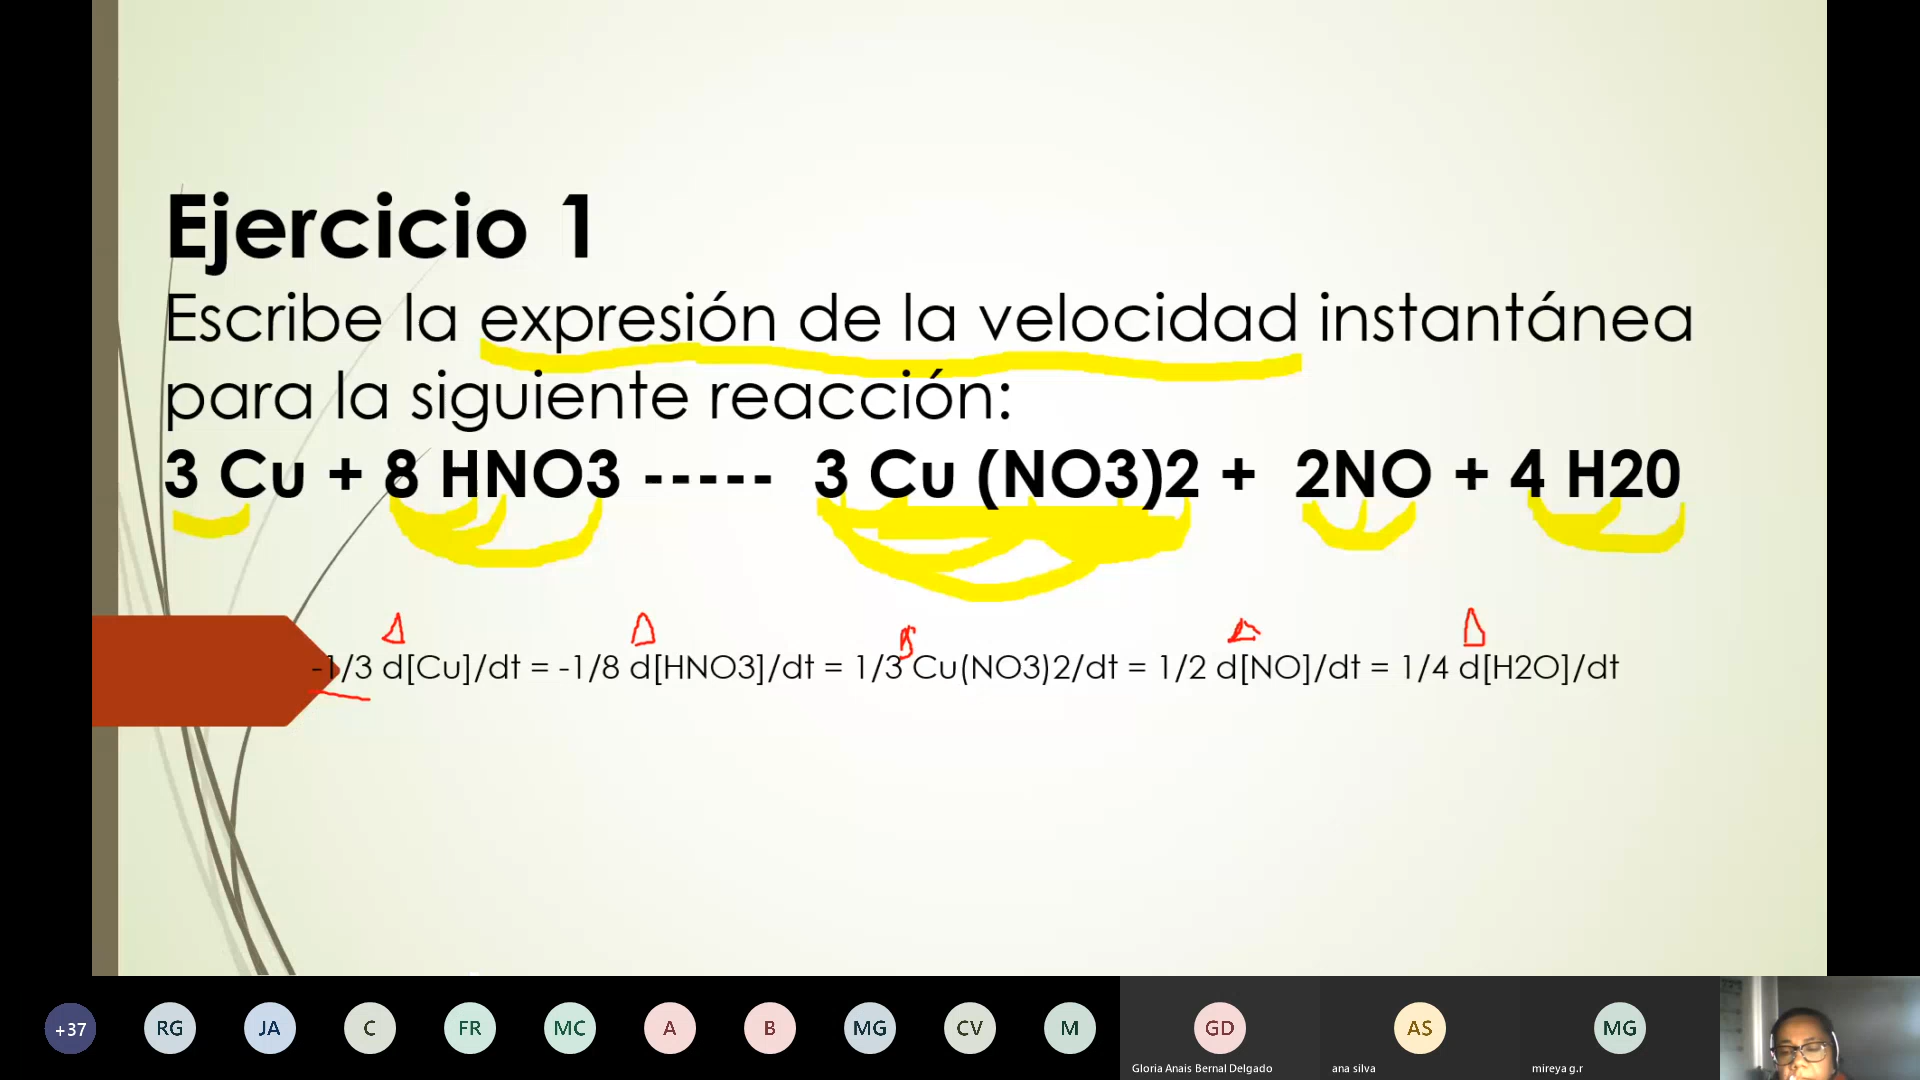 Ejercicio 1
Escribe la expresión de la velocidad instantánea
para la siguiente reacción:
3 Cu + 8 HNO3 ----- 3 Cu (NO3)2 + 2NO + 4 H20
-1/3 d[Cu]/dt = -1/8 d[HNO3]/dt = 1/3 Cu(NO3)2/dt = 1/2 d[NO]/dt = 1/4 d[H2O]/dt
+37 RG JA C FR MC A B MG CV M GD AS MG
Gloria Anais Bernal Delgado ana silva mireya g.r